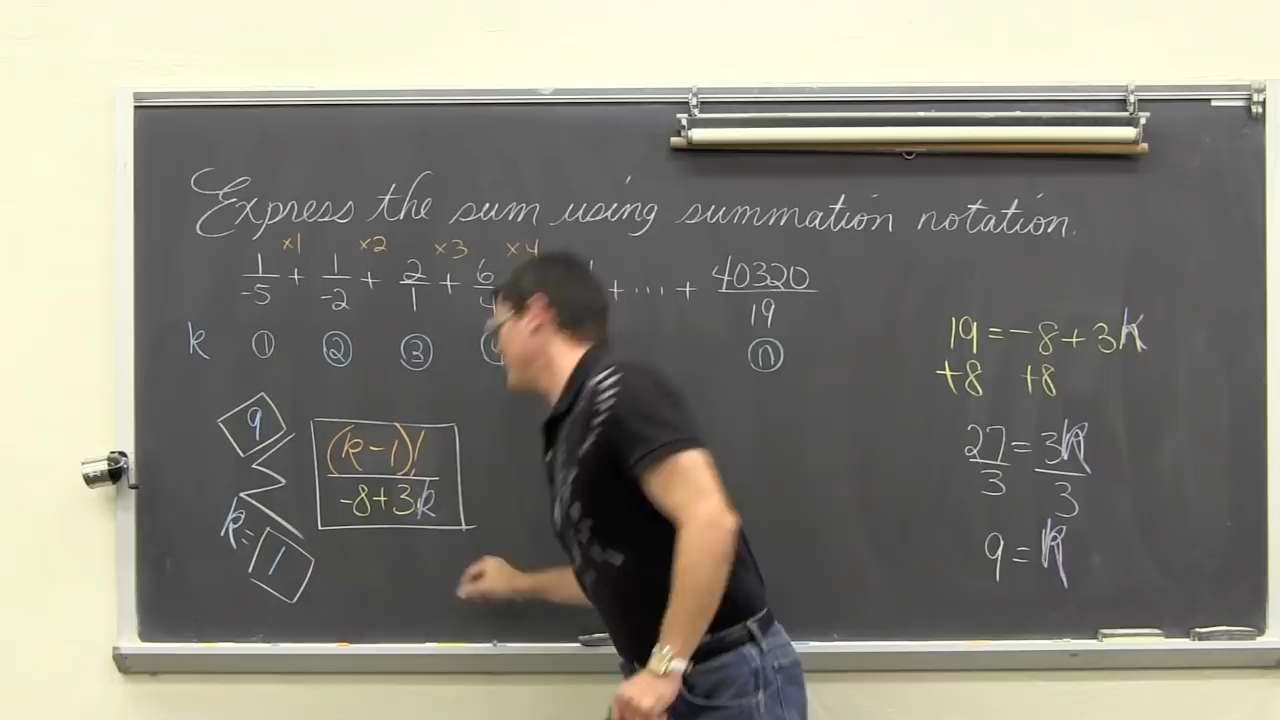 Express the sum using summation notation.
×1 ×2 ×3 ×4
1/-5 + 1/-2 + 2/1 + 6/4 + ... + 40320/19
k ① ② ③ ⓝ
19 = -8 + 3k
+8 +8
27/3 = 3k/3
9 = k
9
Σ (k-1)!/-8+3k
k=1